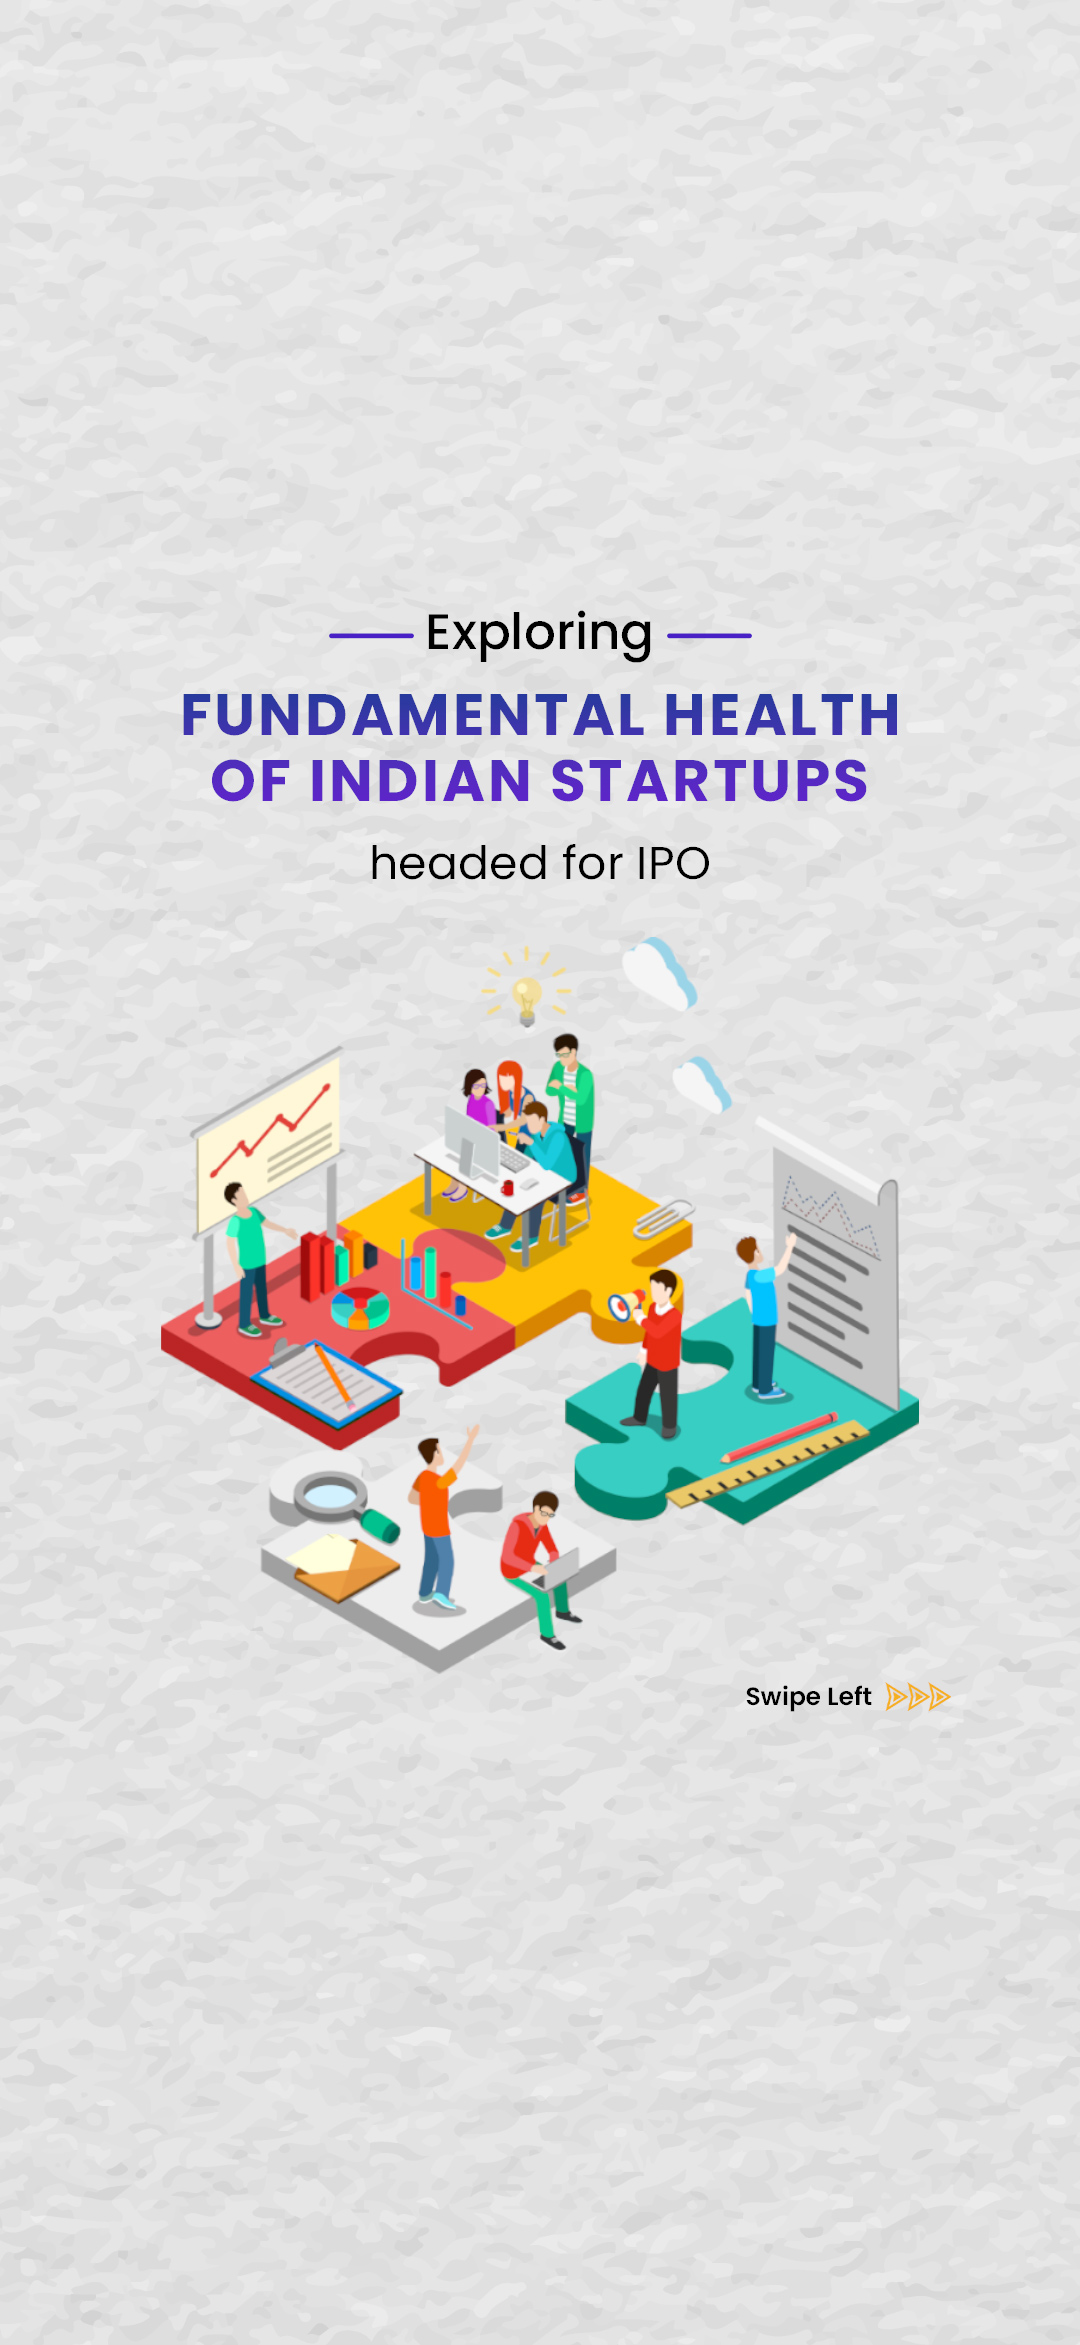 Exploring
FUNDAMENTAL HEALTH
OF INDIAN STARTUPS
headed for IPO
Swipe Left